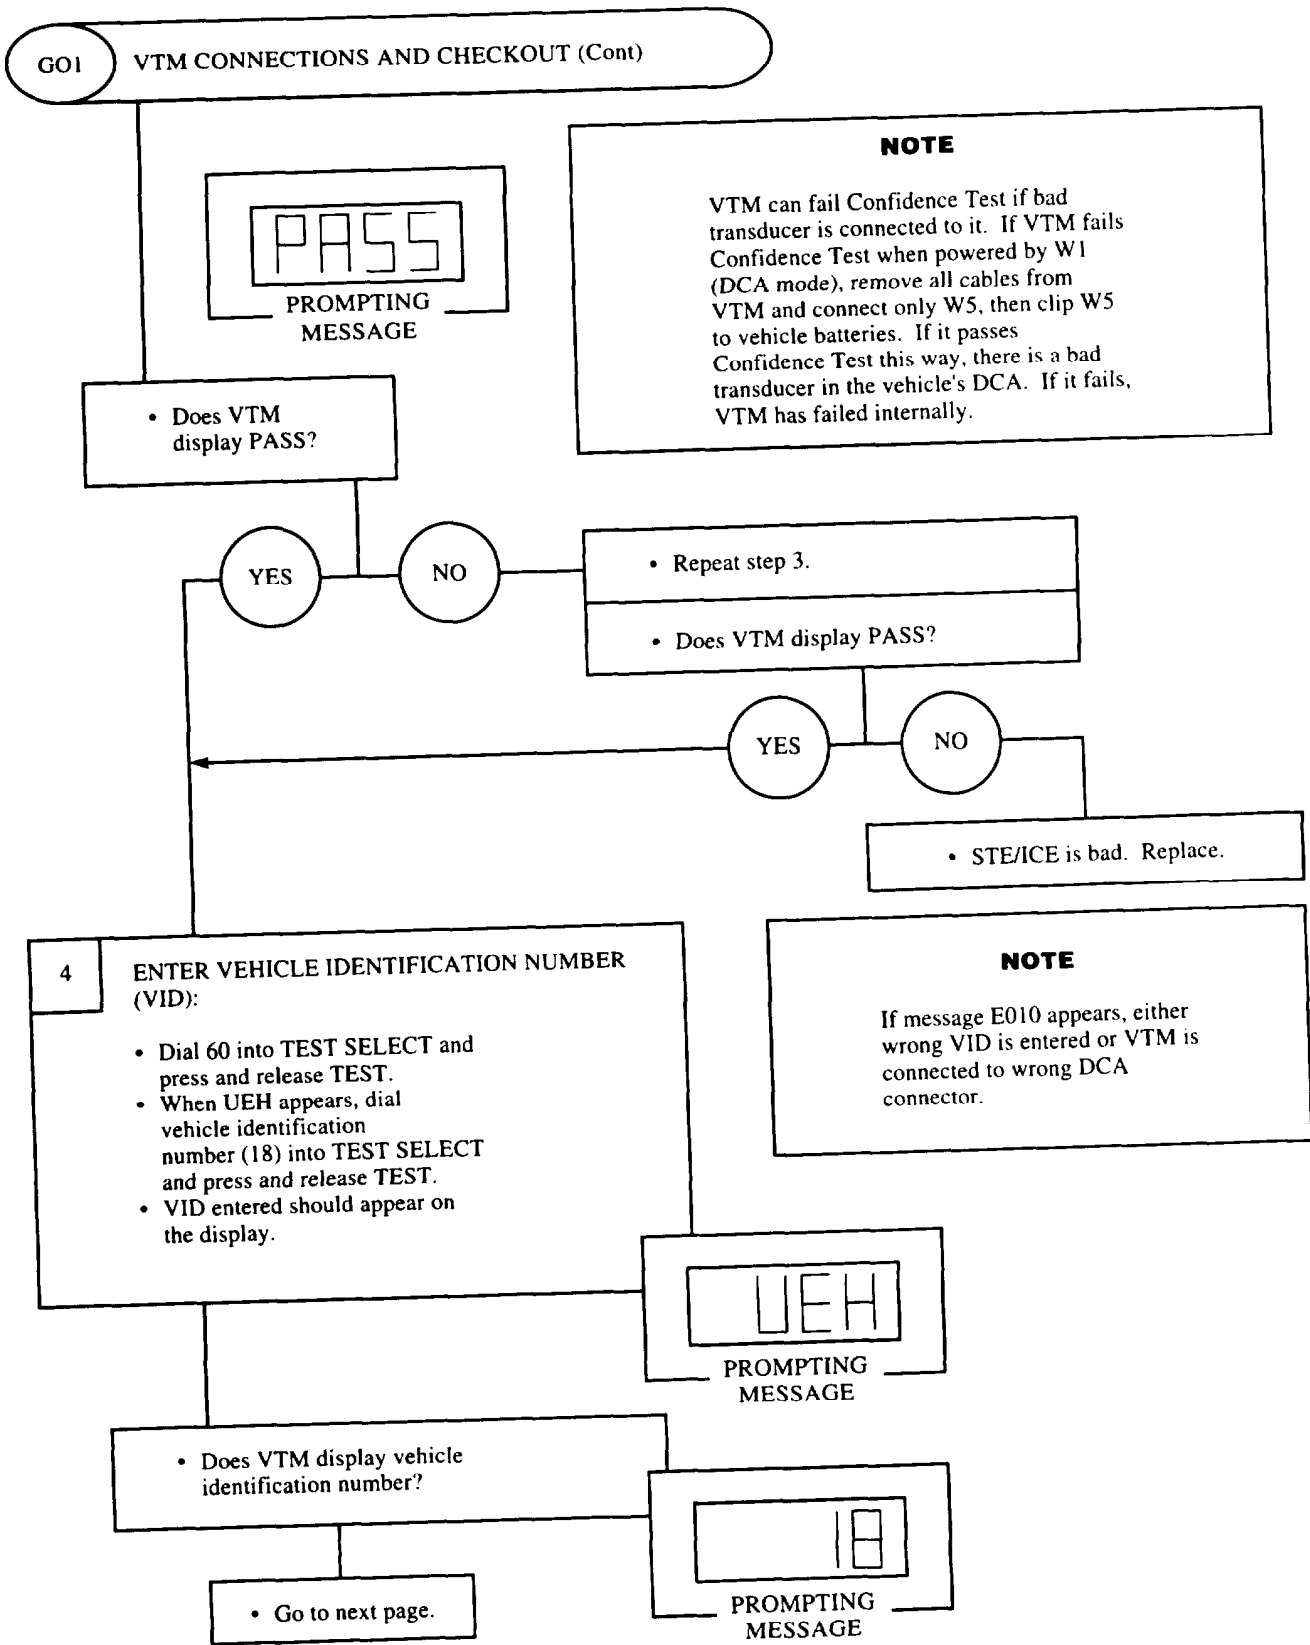 GO1 VTM CONNECTIONS AND CHECKOUT (Cont)
PASS
PROMPTING
MESSAGE
NOTE
VTM can fail Confidence Test if bad
transducer is connected to it. If VTM fails
Confidence Test when powered by W1
(DCA mode), remove all cables from
VTM and connect only W5, then clip W5
to vehicle batteries. If it passes
Confidence Test this way, there is a bad
transducer in the vehicle's DCA. If it fails,
VTM has failed internally.
• Does VTM
display PASS?
YES
NO
• Repeat step 3.
• Does VTM display PASS?
YES
NO
• STE/ICE is bad. Replace.
4
ENTER VEHICLE IDENTIFICATION NUMBER
(VID):
• Dial 60 into TEST SELECT and
press and release TEST.
• When UEH appears, dial
vehicle identification
number (18) into TEST SELECT
and press and release TEST.
• VID entered should appear on
the display.
NOTE
If message E010 appears, either
wrong VID is entered or VTM is
connected to wrong DCA
connector.
UEH
PROMPTING
MESSAGE
• Does VTM display vehicle
identification number?
18
PROMPTING
MESSAGE
• Go to next page.